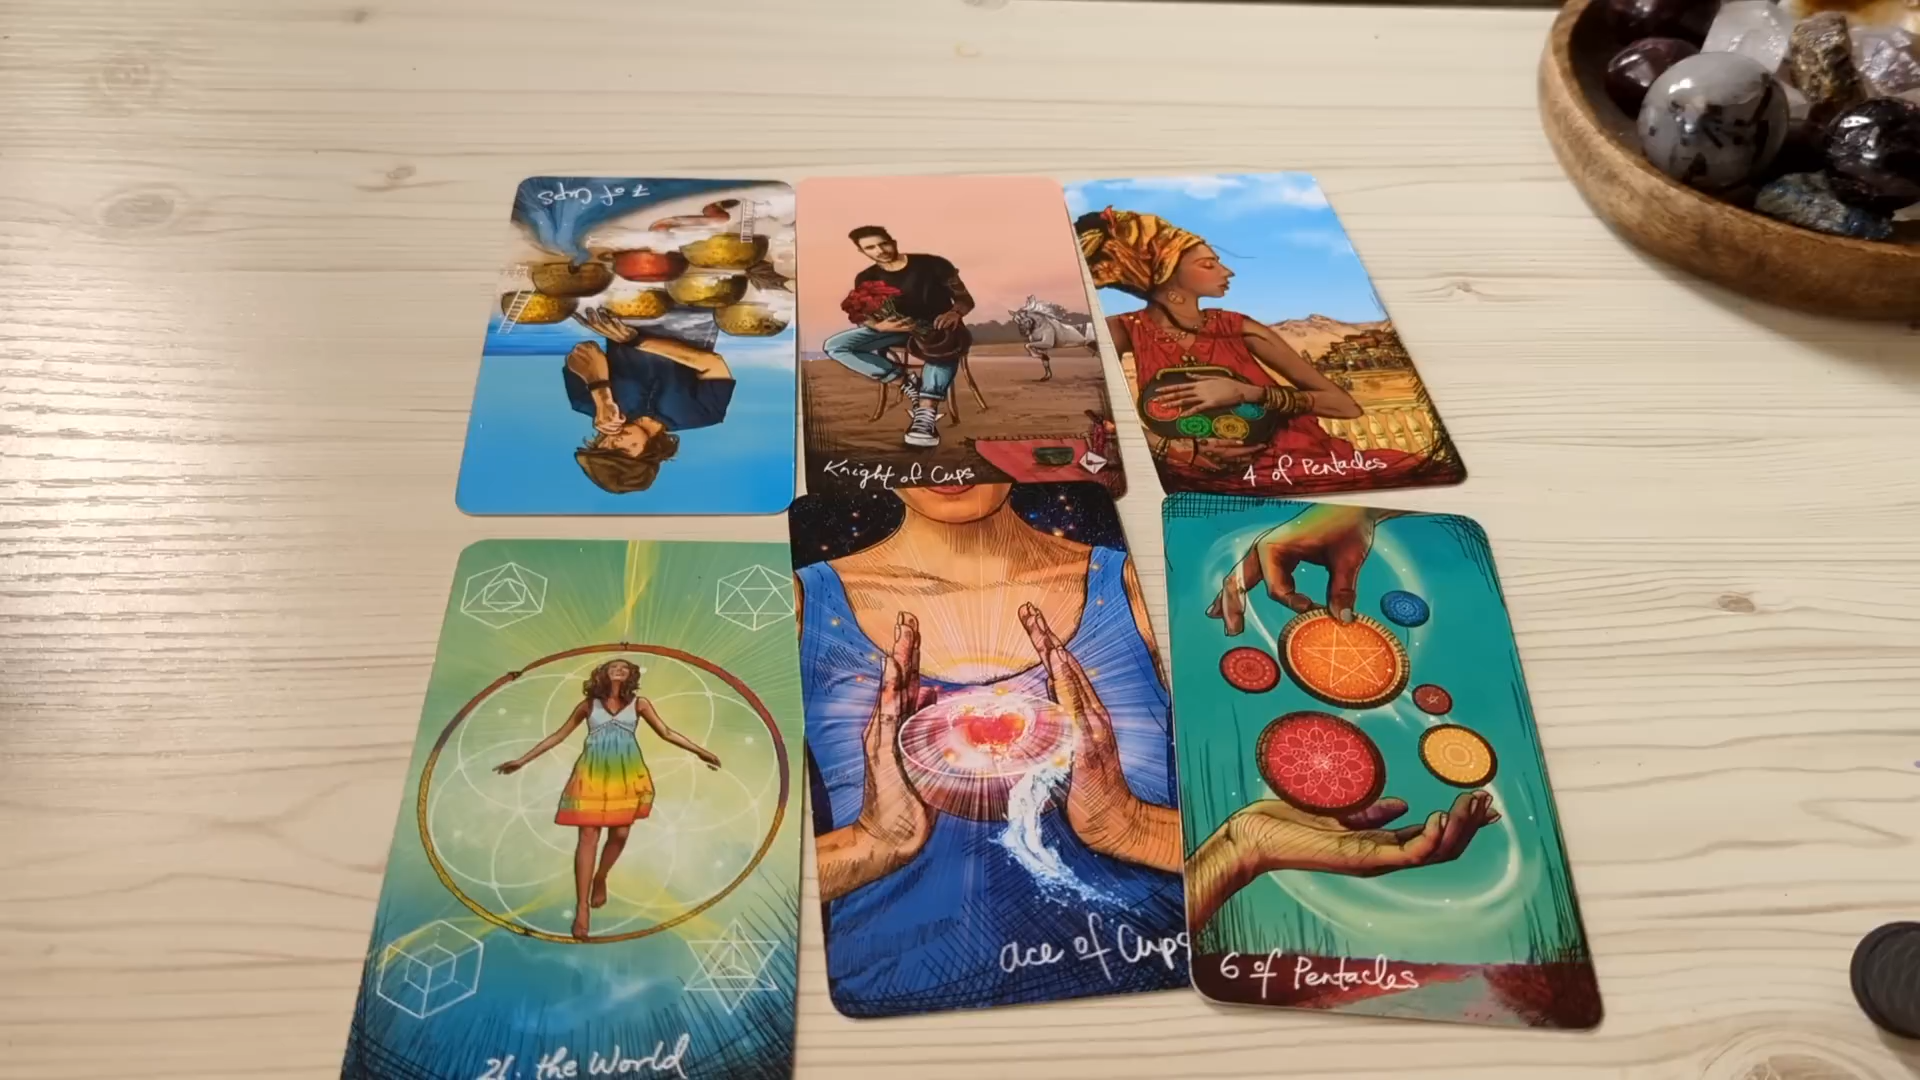 7 of Cups
Knight of Cups
4 of Pentacles
21. the World
ace of Cups
6 of Pentacles